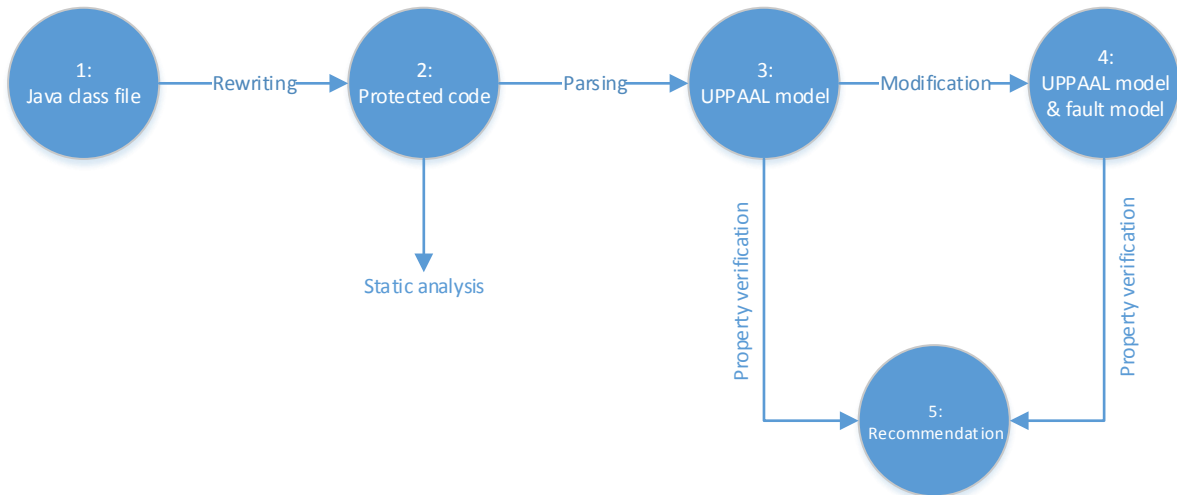 1:
Java class file
Rewriting
2:
Protected code
Parsing
3:
UPPAAL model
Modification
4:
UPPAAL model
& fault model
Static analysis
Property verification
Property verification
5:
Recommendation